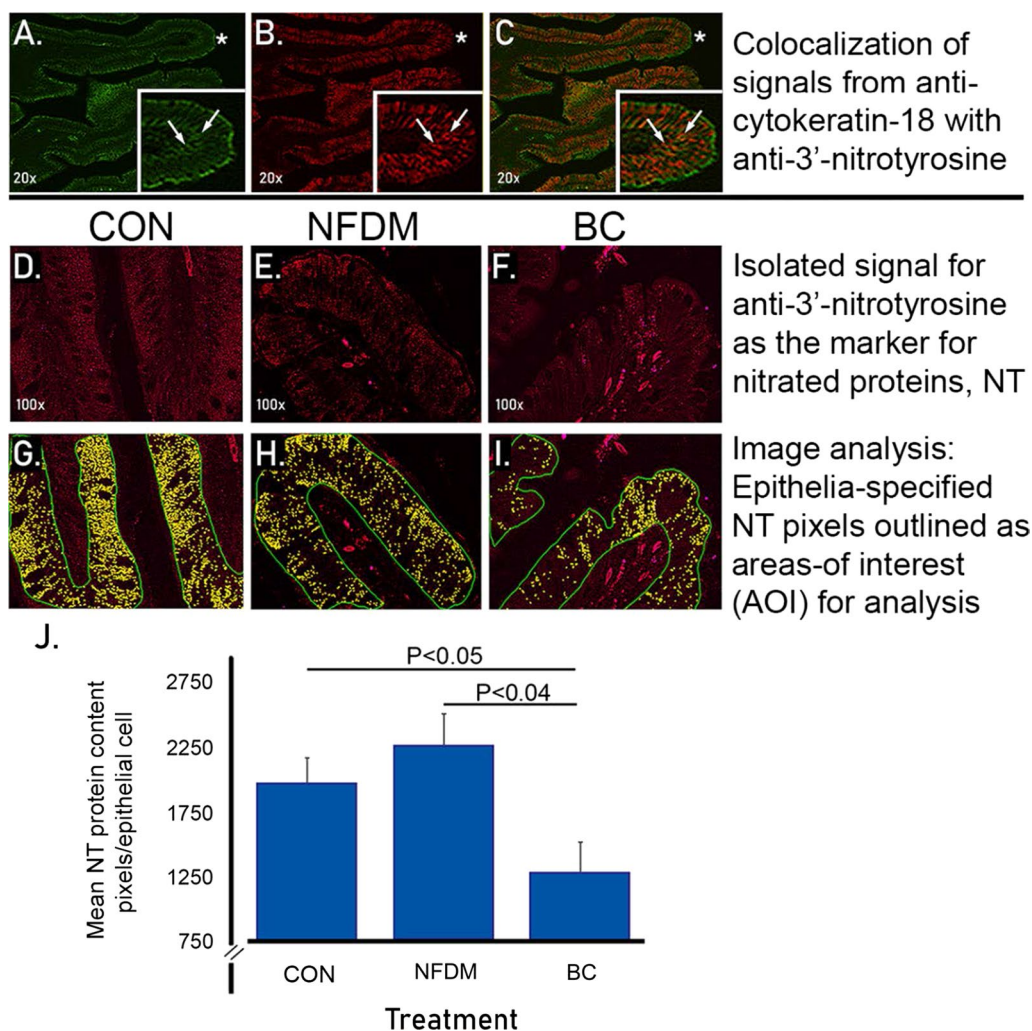 A.
*
20x
B.
*
20x
C
*
20x
Colocalization of
signals from anti-
cytokeratin-18 with
anti-3’-nitrotyrosine
CON
NFDM
BC
D.
100x
E.
100x
F.
100x
Isolated signal for
anti-3’-nitrotyrosine
as the marker for
nitrated proteins, NT
G.
H.
I.
Image analysis:
Epithelia-specified
NT pixels outlined as
areas-of interest
(AOI) for analysis
J.
Mean NT protein content
pixels/epithelial cell
2750
2250
1750
1250
750
P<0.05
P<0.04
CON
NFDM
BC
Treatment